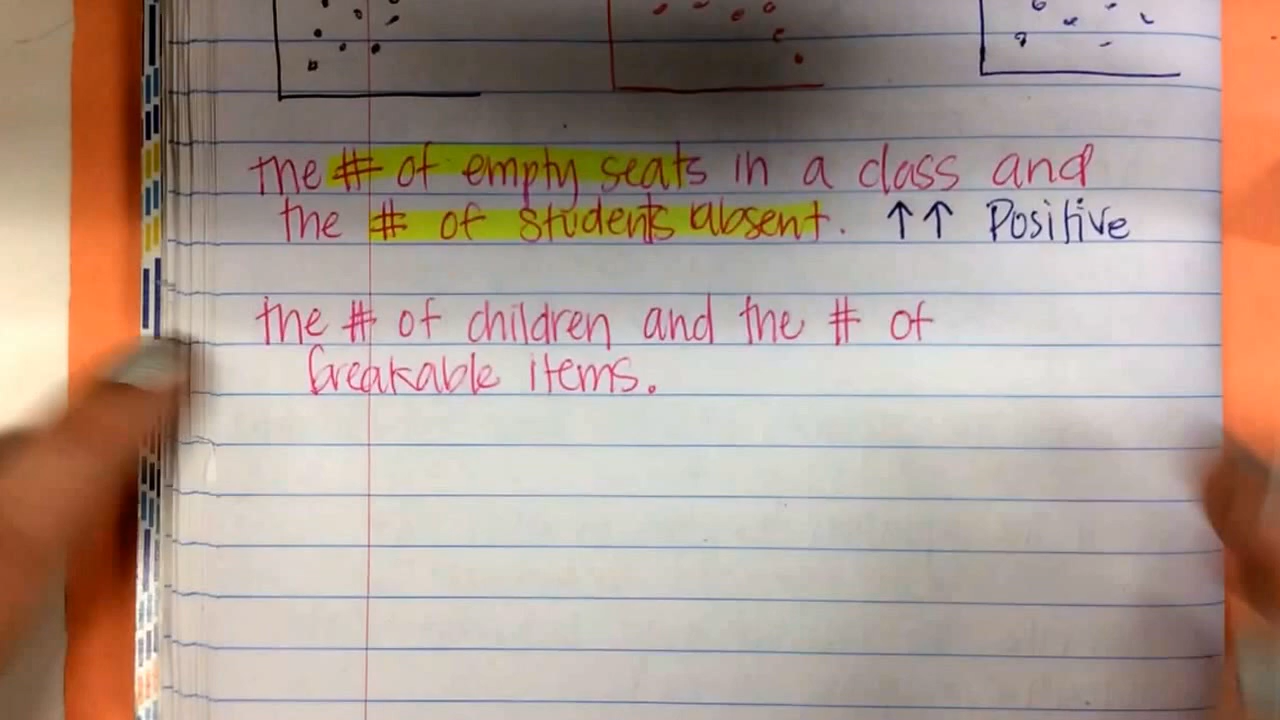 the # of empty seats in a class and
the # of students absent. ↑↑ Positive
the # of children and the # of
breakable items.